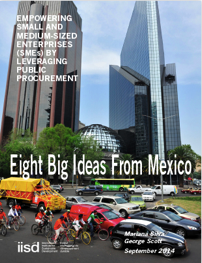 EMPOWERING
SMALL AND
MEDIUM-SIZED
ENTERPRISES
(SMEs) BY
LEVERAGING
PUBLIC
PROCUREMENT
Eight Big Ideas From Mexico
Mariana Silva
George Scott
September 2014
iisd